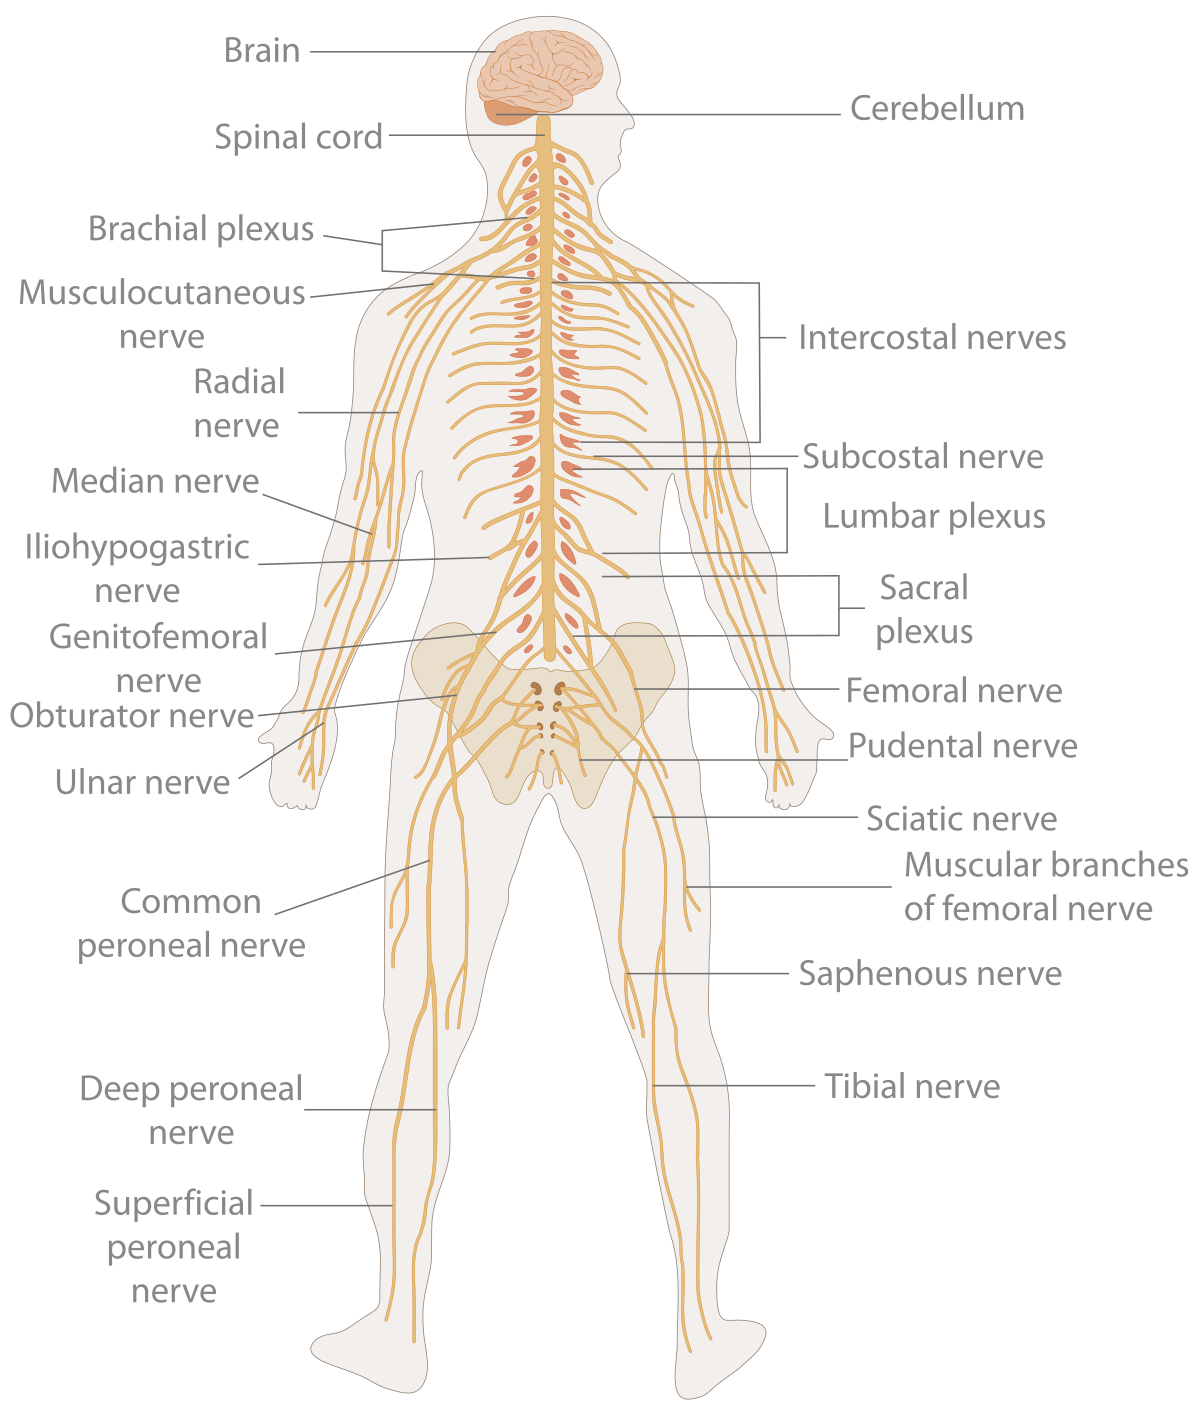 Brain
Spinal cord
Brachial plexus
Musculocutaneous
nerve
Radial
nerve
Median nerve
Iliohypogastric
nerve
Genitofemoral
nerve
Obturator nerve
Ulnar nerve
Common
peroneal nerve
Deep peroneal
nerve
Superficial
peroneal
nerve
Cerebellum
Intercostal nerves
Subcostal nerve
Lumbar plexus
Sacral
plexus
Femoral nerve
Pudental nerve
Sciatic nerve
Muscular branches
of femoral nerve
Saphenous nerve
Tibial nerve